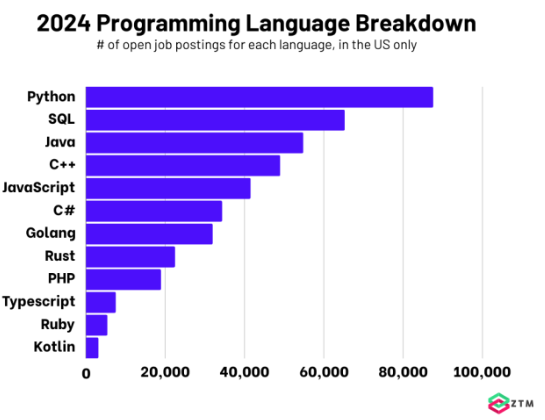 2024 Programming Language Breakdown
# of open job postings for each language, in the US only
Python
SQL
Java
C++
JavaScript
C#
Golang
Rust
PHP
Typescript
Ruby
Kotlin
0 20,000 40,000 60,000 80,000 100,000
ZTM